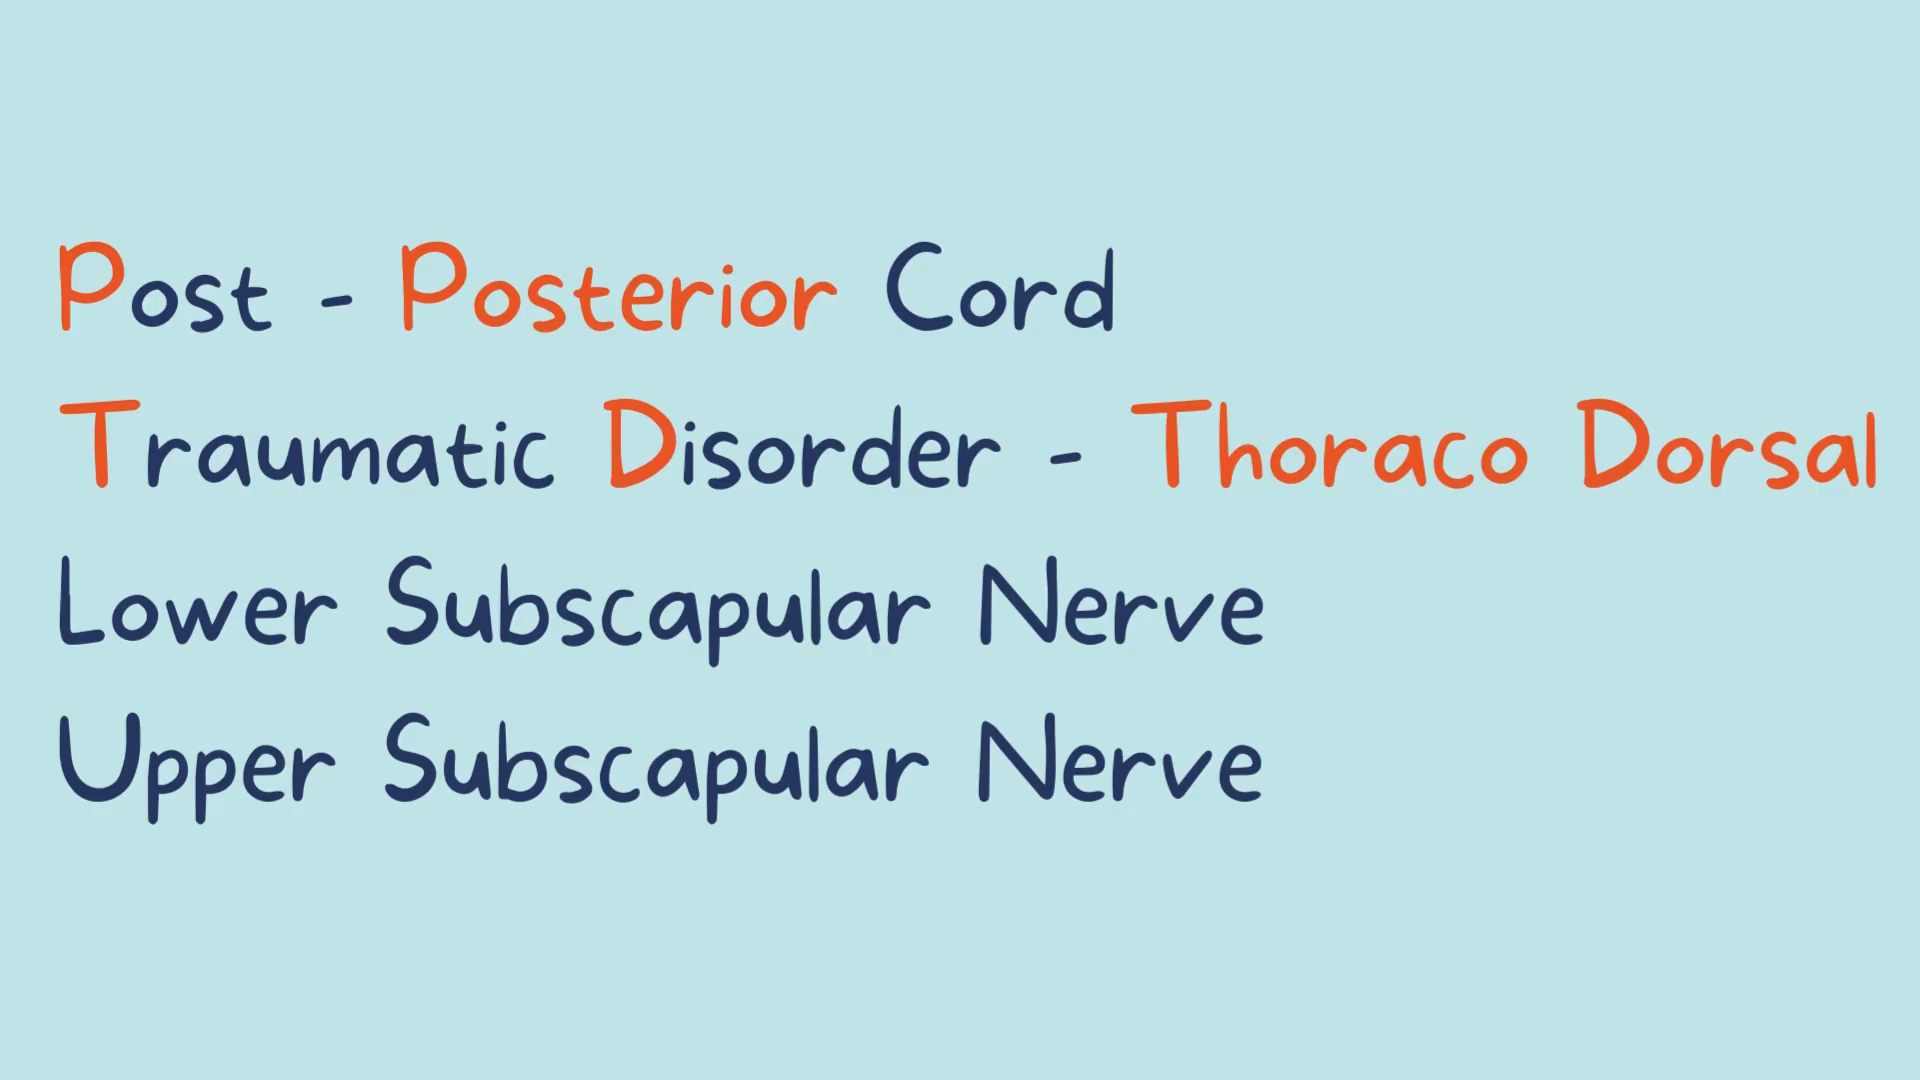 Post - Posterior Cord
Traumatic Disorder - Thoraco Dorsal
Lower Subscapular Nerve
Upper Subscapular Nerve